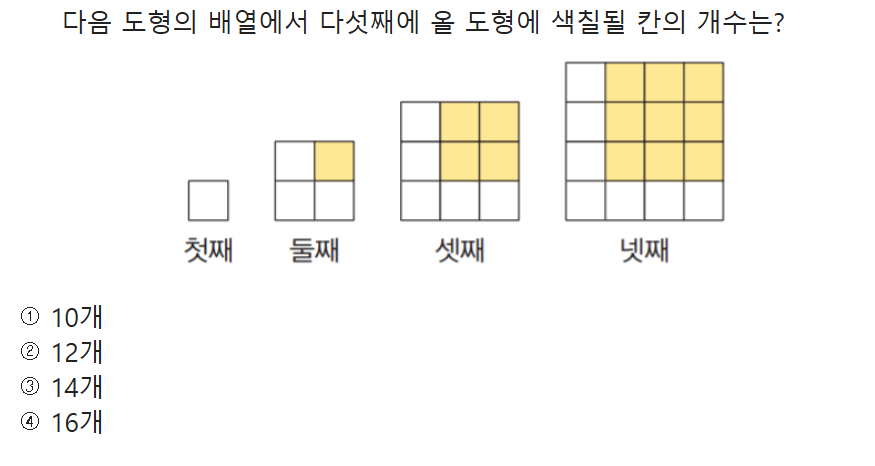 다음 도형의 배열에서 다섯째에 올 도형에 색칠될 칸의 개수는?
첫째 둘째 셋째 넷째
① 10개
② 12개
③ 14개
④ 16개